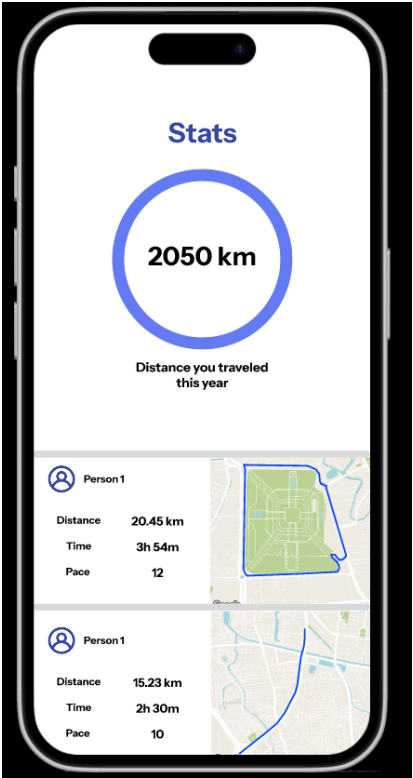 Stats
2050 km
Distance you traveled
this year
Person 1
Distance 20.45 km
Time 3h 54m
Pace 12
Person 1
Distance 15.23 km
Time 2h 30m
Pace 10